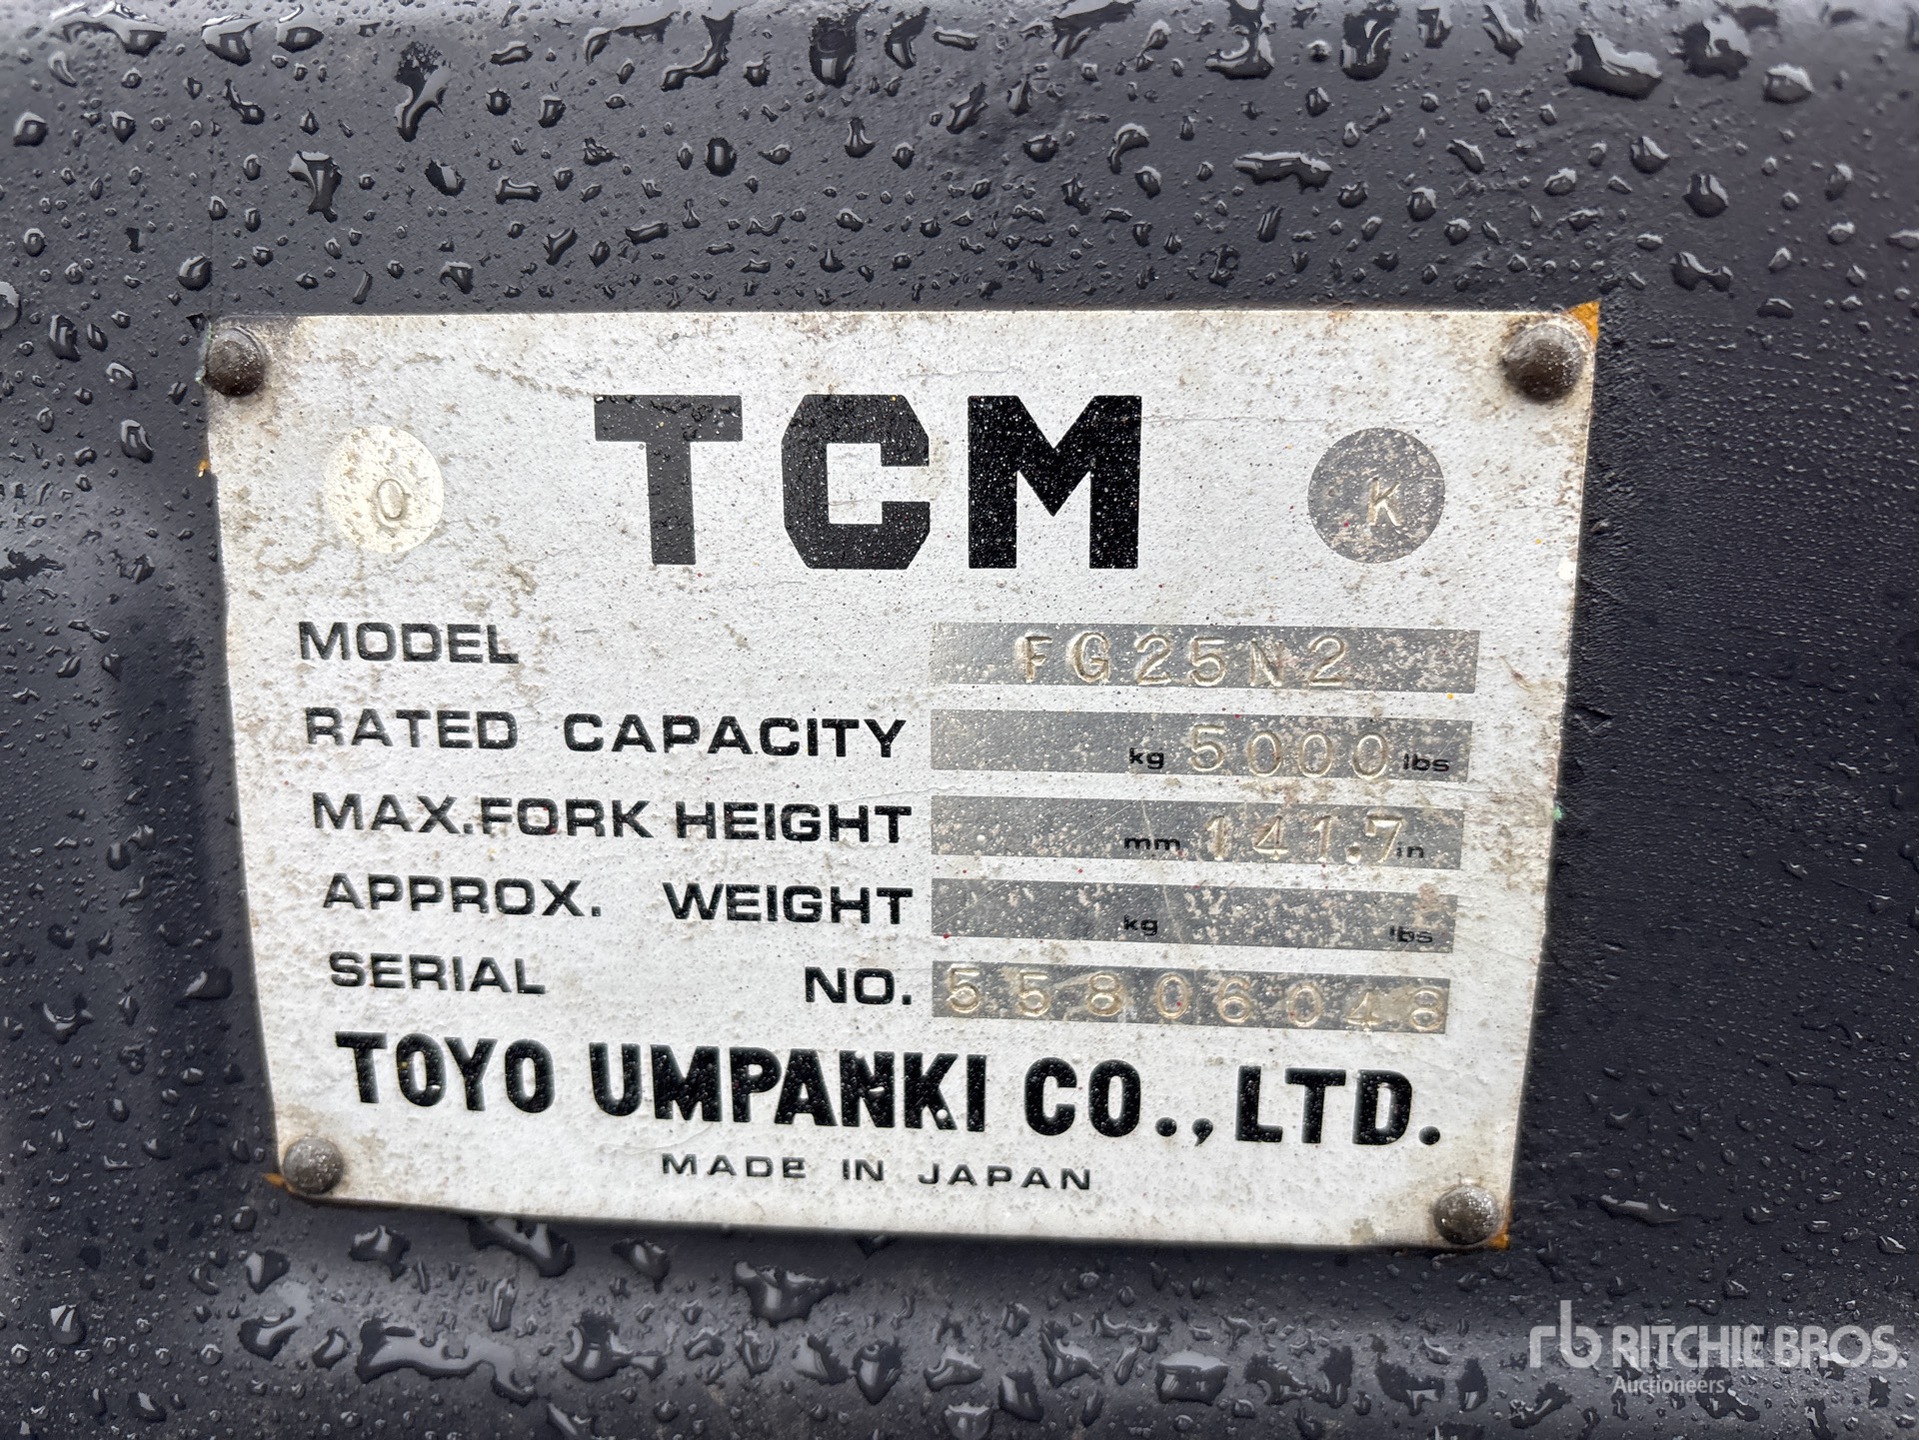 TCM
Q
K
MODEL FG25N2
RATED CAPACITY kg 5000 lbs
MAX. FORK HEIGHT mm 141.7 in
APPROX. WEIGHT kg lbs
SERIAL NO. 55806048
TOYO UMPANKI CO., LTD.
MADE IN JAPAN
rb RITCHIE BROS.
Auctioneers